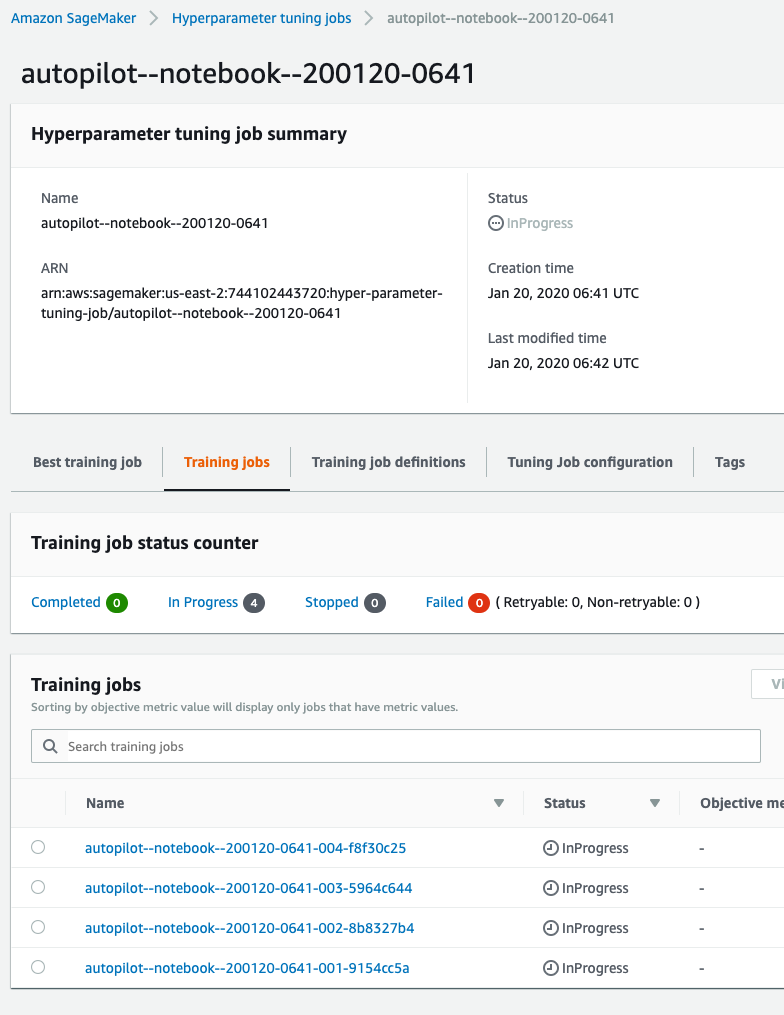 Amazon SageMaker > Hyperparameter tuning jobs > autopilot--notebook--200120-0641
autopilot--notebook--200120-0641
Hyperparameter tuning job summary
Name
autopilot--notebook--200120-0641
ARN
arn:aws:sagemaker:us-east-2:744102443720:hyper-parameter-
tuning-job/autopilot--notebook--200120-0641
Status
InProgress
Creation time
Jan 20, 2020 06:41 UTC
Last modified time
Jan 20, 2020 06:42 UTC
Best training job Training jobs Training job definitions Tuning Job configuration Tags
Training job status counter
Completed 0 In Progress 4 Stopped 0 Failed 0 ( Retryable: 0, Non-retryable: 0 )
Training jobs
Vi
Sorting by objective metric value will display only jobs that have metric values.
Search training jobs
Name Status Objective me
autopilot--notebook--200120-0641-004-f8f30c25 InProgress -
autopilot--notebook--200120-0641-003-5964c644 InProgress -
autopilot--notebook--200120-0641-002-8b8327b4 InProgress -
autopilot--notebook--200120-0641-001-9154cc5a InProgress -